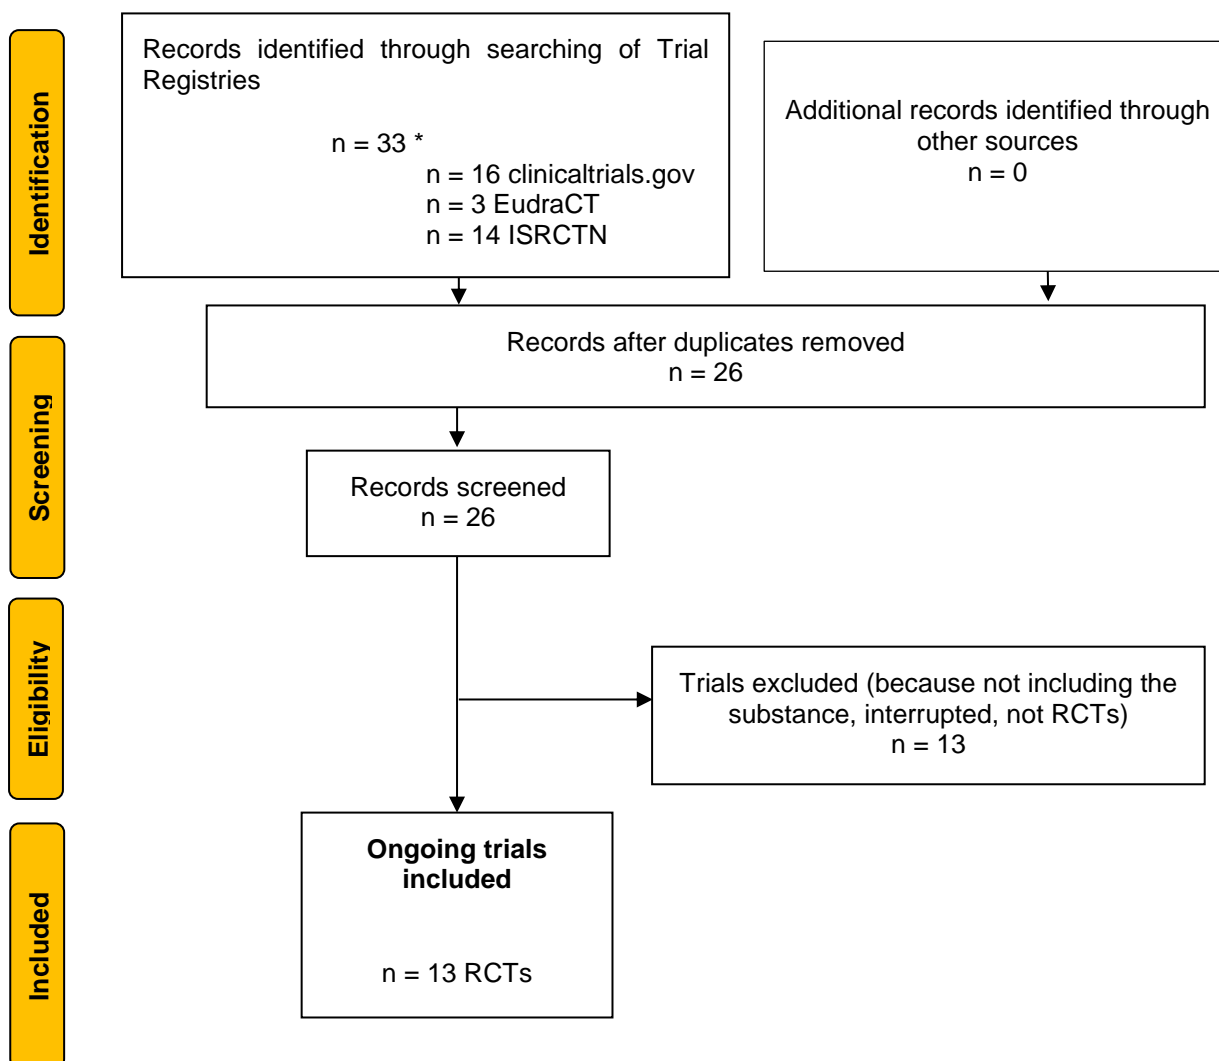 Identification
Records identified through searching of Trial
Registries
n = 33 *
n = 16 clinicaltrials.gov
n = 3 EudraCT
n = 14 ISRCTN
Additional records identified through
other sources
n = 0
Screening
Records after duplicates removed
n = 26
Records screened
n = 26
Eligibility
Trials excluded (because not including the
substance, interrupted, not RCTs)
n = 13
Included
Ongoing trials
included
n = 13 RCTs